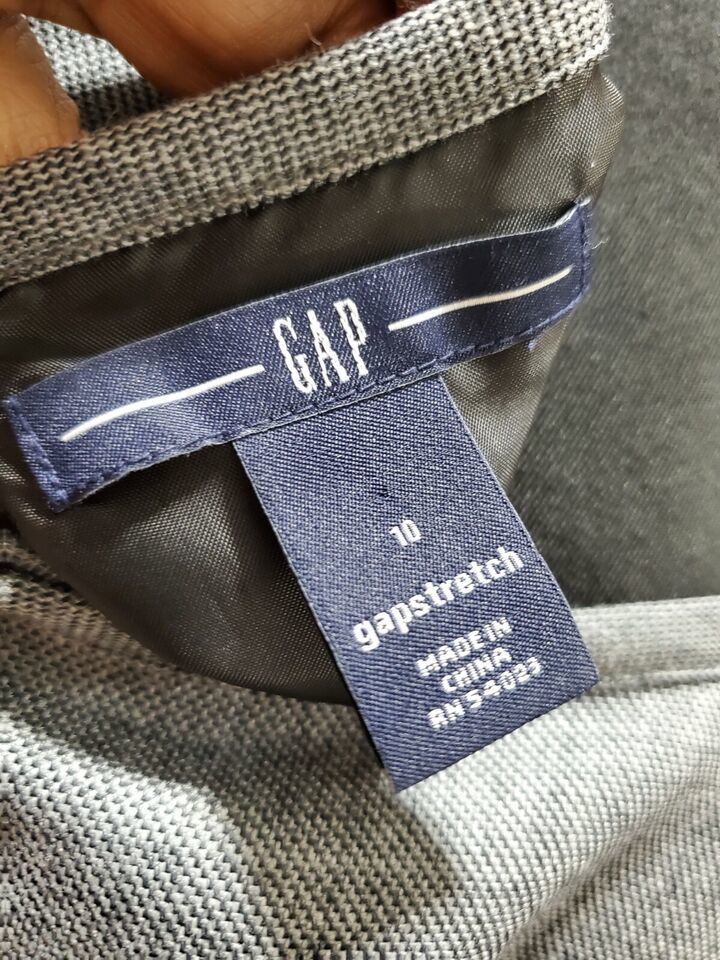 GAP
10
gapstretch
MADE IN
CHINA
RN 54023